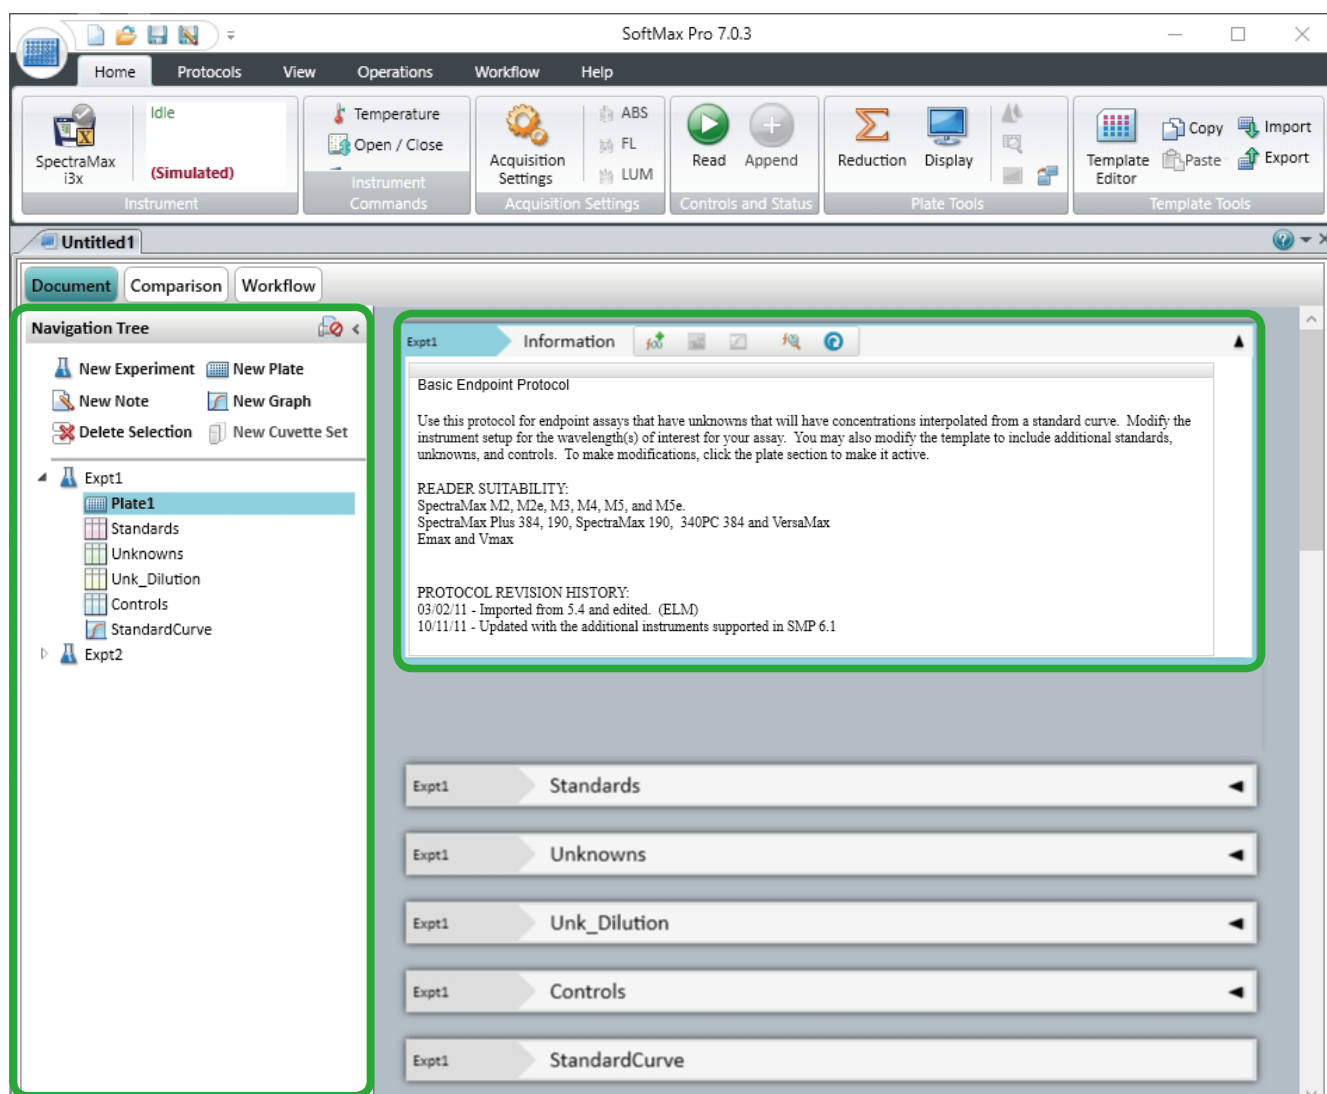 SoftMax Pro 7.0.3
Home Protocols View Operations Workflow Help
Idle
(Simulated)
SpectraMax
i3x
Instrument
Temperature
Open / Close
Instrument
Commands
Acquisition
Settings
ABS
FL
LUM
Acquisition Settings
Read Append
Controls and Status
Reduction Display
Plate Tools
Template
Editor
Copy
Paste
Import
Export
Template Tools
Untitled1
Document Comparison Workflow
Navigation Tree
New Experiment New Plate
New Note New Graph
Delete Selection New Cuvette Set
Expt1
Plate1
Standards
Unknowns
Unk_Dilution
Controls
StandardCurve
Expt2
Expt1 Information
Basic Endpoint Protocol
Use this protocol for endpoint assays that have unknowns that will have concentrations interpolated from a standard curve. Modify the
instrument setup for the wavelength(s) of interest for your assay. You may also modify the template to include additional standards,
unknowns, and controls. To make modifications, click the plate section to make it active.
READER SUITABILITY:
SpectraMax M2, M2e, M3, M4, M5, and M5e.
SpectraMax Plus 384, 190, SpectraMax 190, 340PC 384 and VersaMax
Emax and Vmax
PROTOCOL REVISION HISTORY:
03/02/11 - Imported from 5.4 and edited. (ELM)
10/11/11 - Updated with the additional instruments supported in SMP 6.1
Expt1 Standards
Expt1 Unknowns
Expt1 Unk_Dilution
Expt1 Controls
Expt1 StandardCurve